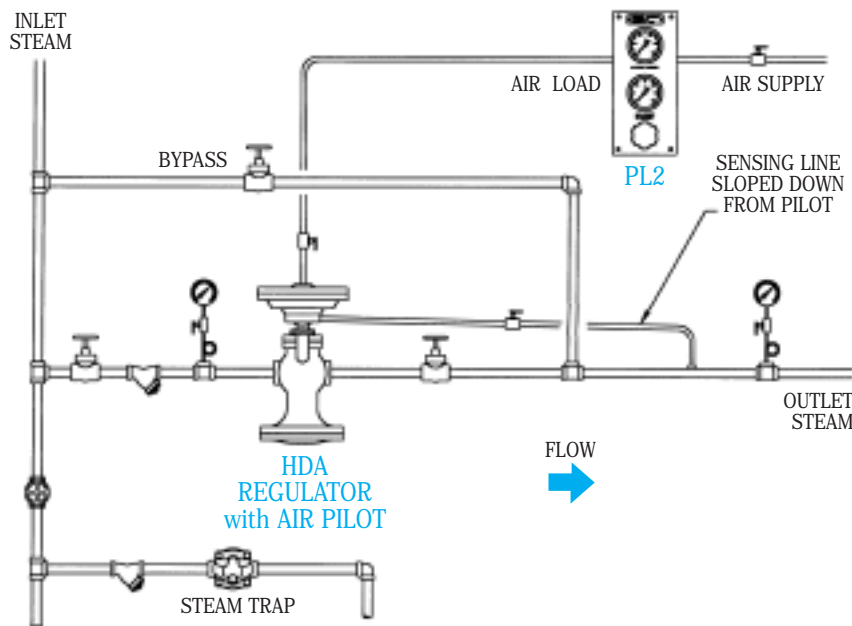 INLET
STEAM
AIR LOAD
AIR SUPPLY
BYPASS
PL2
SENSING LINE
SLOPED DOWN
FROM PILOT
OUTLET
STEAM
HDA
REGULATOR
with AIR PILOT
FLOW
STEAM TRAP